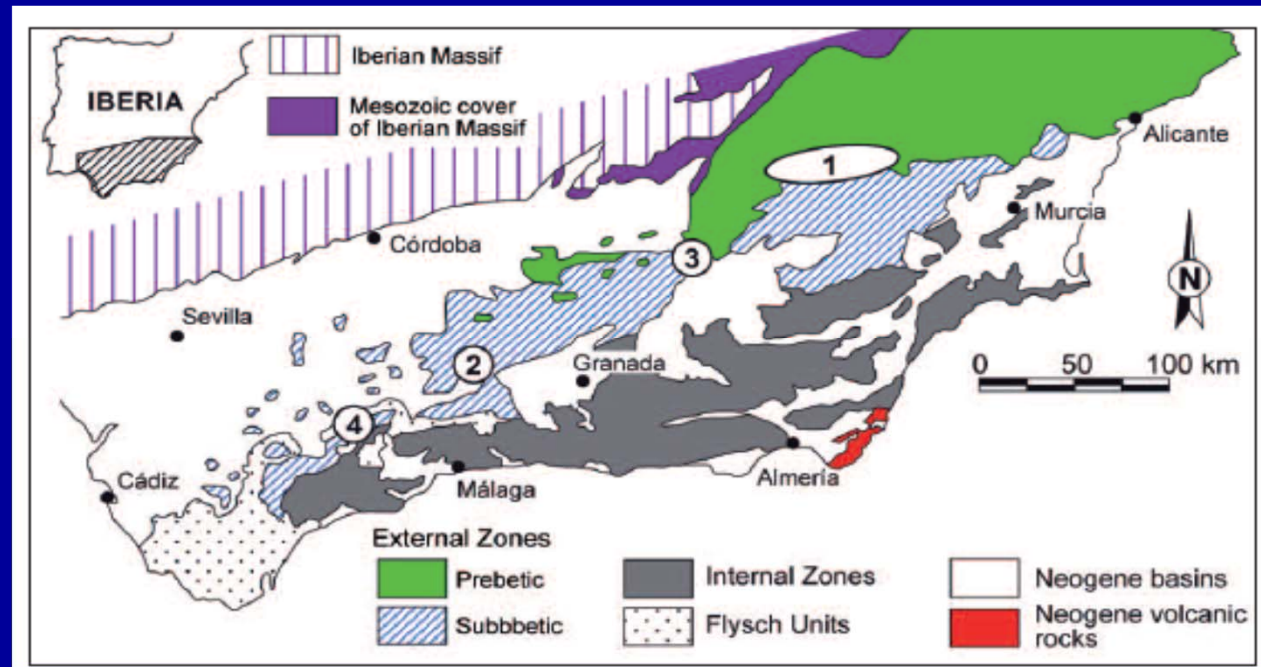 Iberian Massif
IBERIA
Mesozoic cover
of Iberian Massif
1
Alicante
Murcia
Córdoba
3
N
Sevilla
0 50 100 km
2
Granada
4
Almería
Cádiz
Málaga
External Zones
Prebetic
Internal Zones
Neogene basins
Subbbetic
Flysch Units
Neogene volcanic
rocks